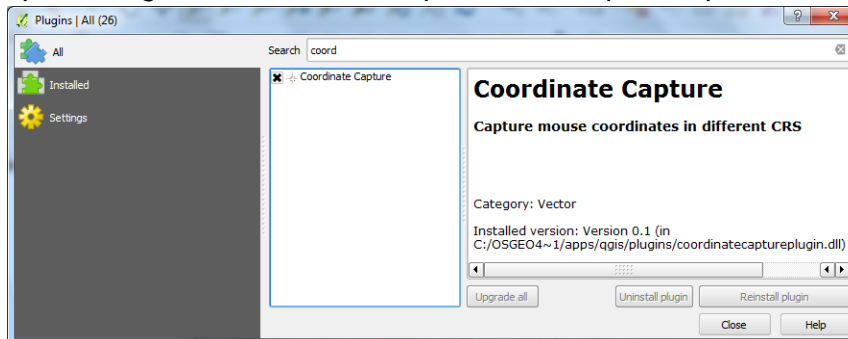 Plugins | All (26)
All
Search coord
Installed
Settings
Coordinate Capture
Coordinate Capture
Capture mouse coordinates in different CRS
Category: Vector
Installed version: Version 0.1 (in
C:/OSGEO4~1/apps/qgis/plugins/coordinatecaptureplugin.dll)
Upgrade all
Uninstall plugin
Reinstall plugin
Close
Help